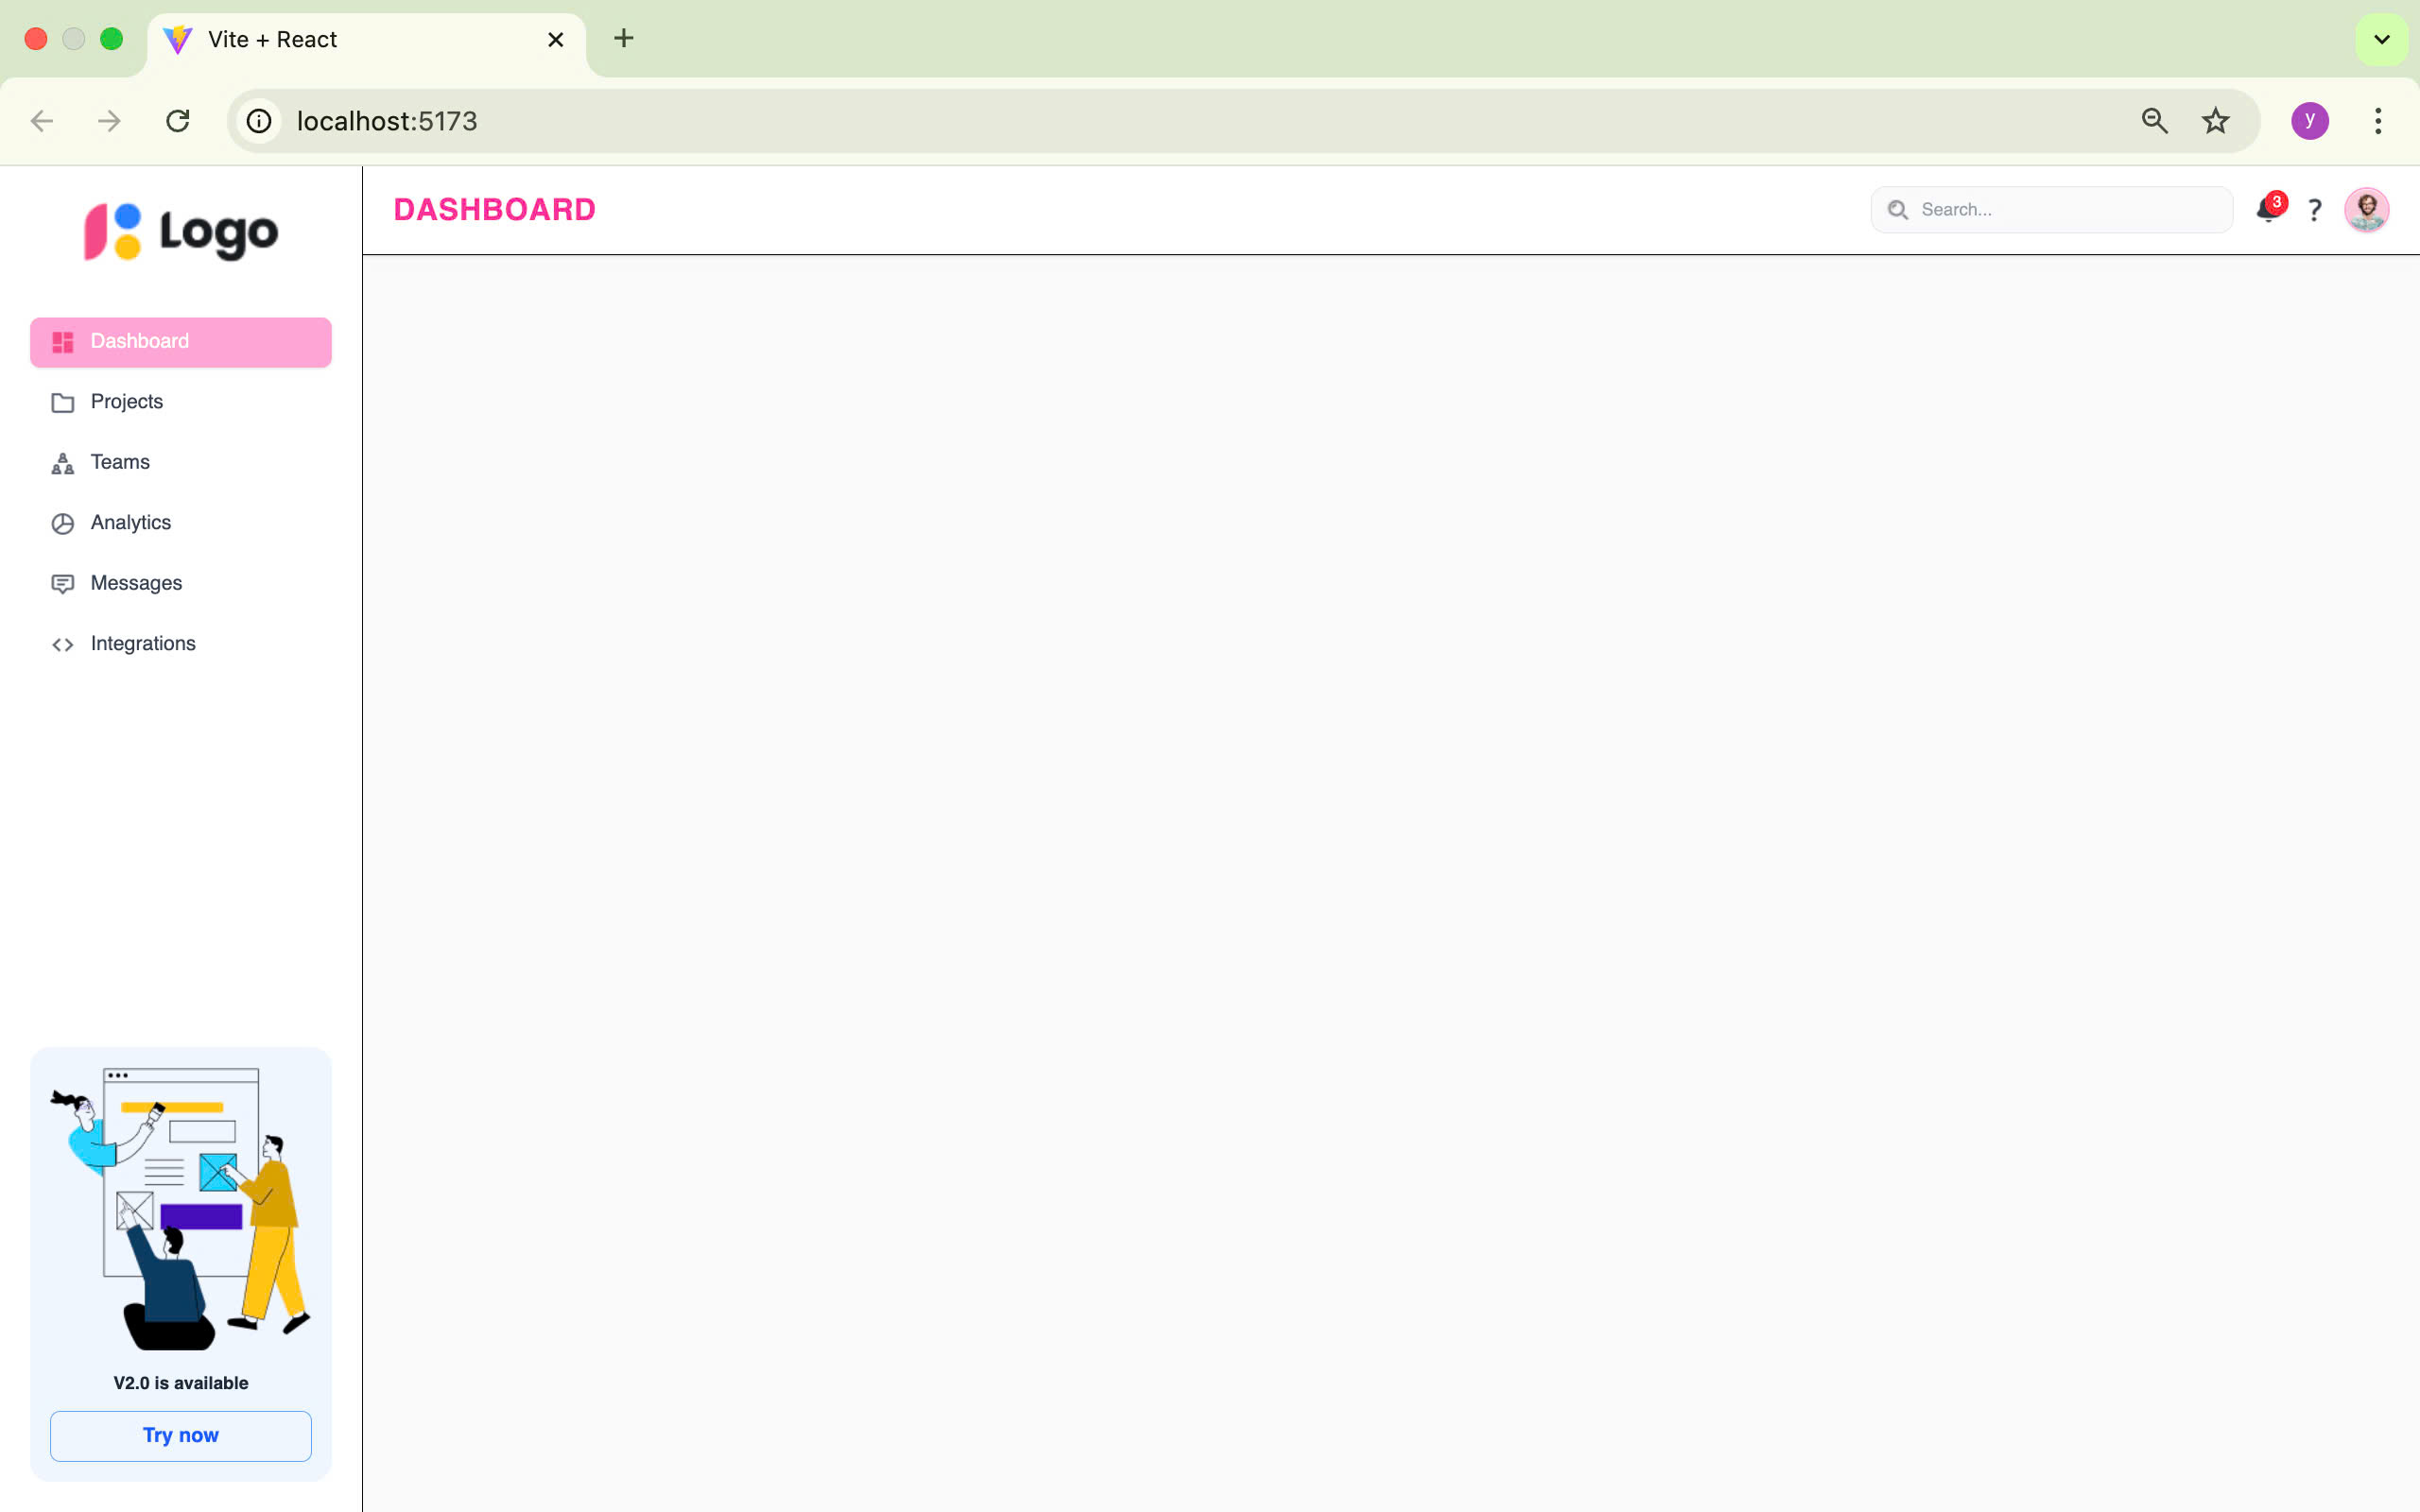 Vite + React
localhost:5173
y
Logo
DASHBOARD
Search...
3
?
Dashboard
Projects
Teams
Analytics
Messages
Integrations
V2.0 is available
Try now